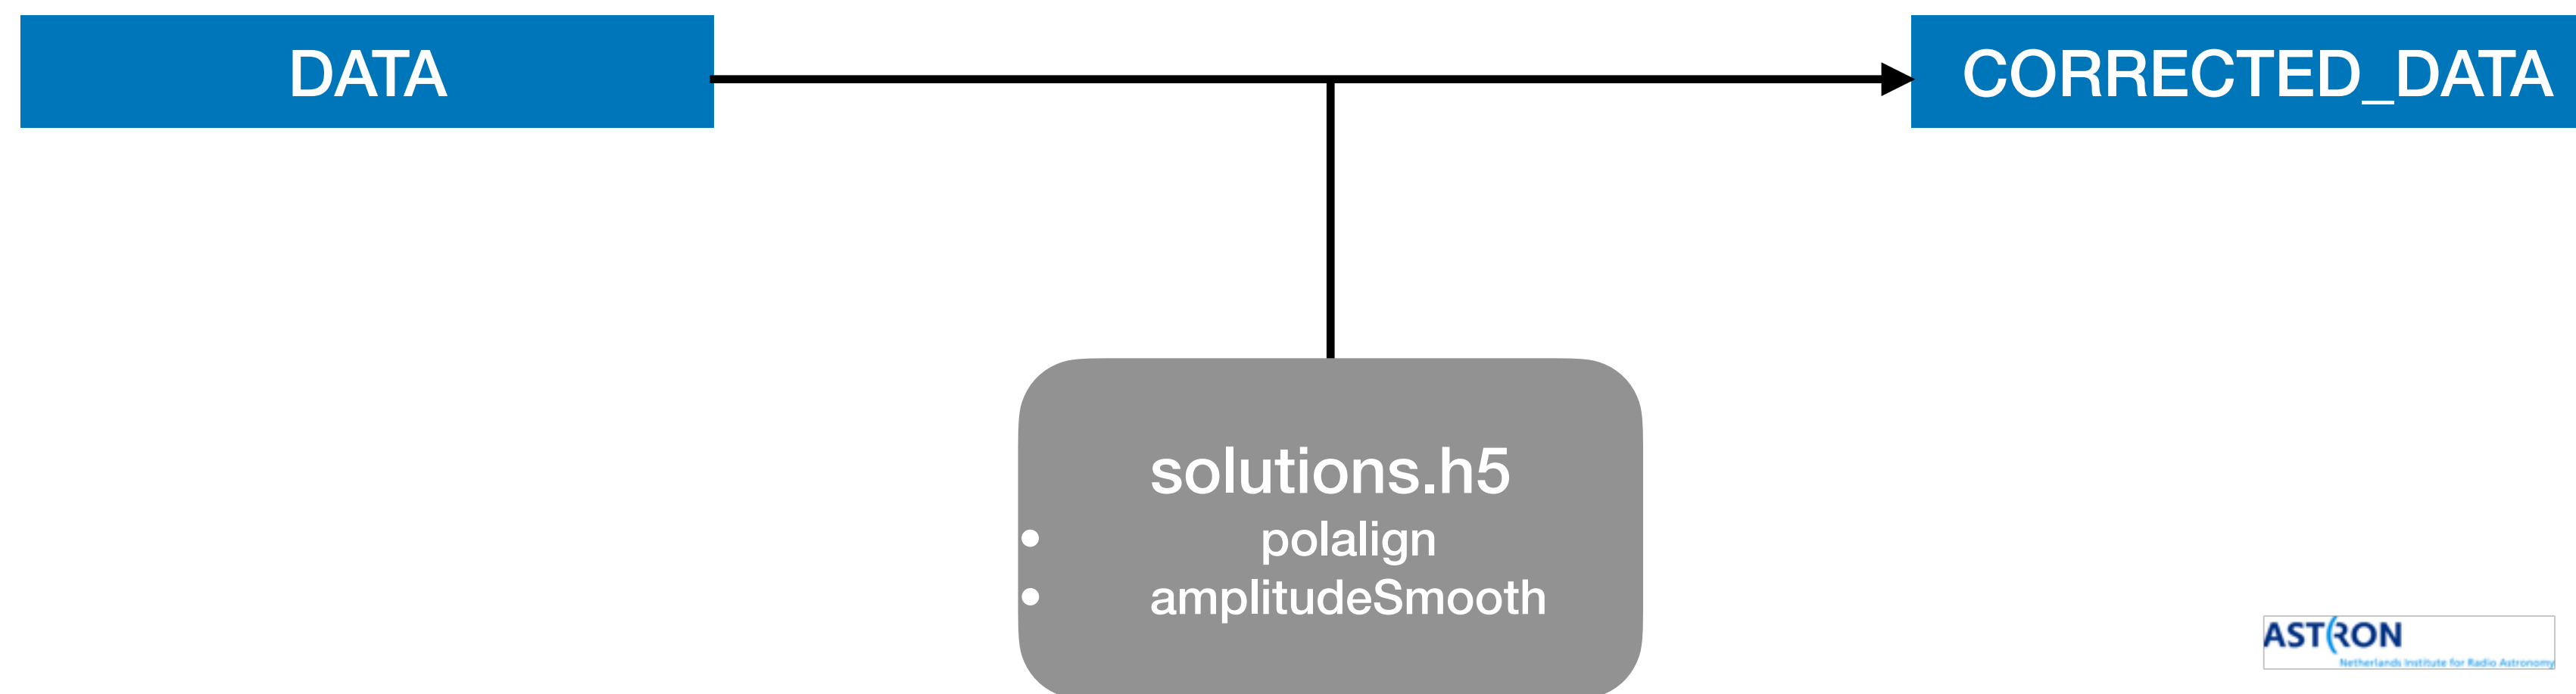 DATA
CORRECTED_DATA
solutions.h5
• polalign
• amplitudeSmooth
ASTRON
Netherlands Institute for Radio Astronomy